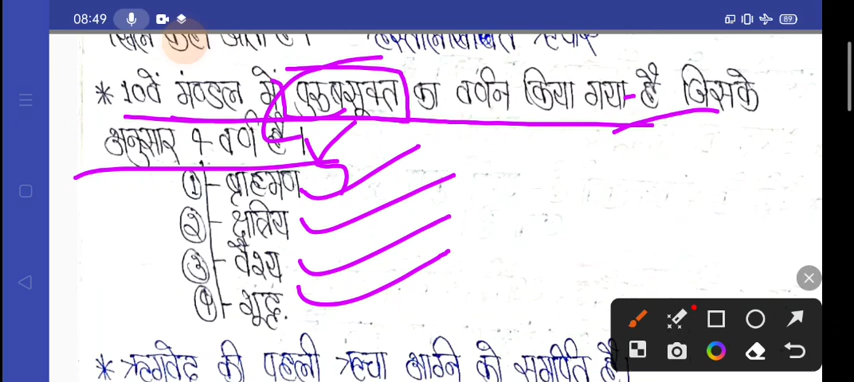 08:49
89
* 10वें मंण्डल में पुरुषसूक्त का वर्णन किया गया है जिसके
अनुसार 4 वर्ण है।
① - ब्राह्मण
② - क्षत्रिय
③ - वैश्य
④ - शूद्र.
* ऋग्वेद की पहली ऋचा अग्नि को समर्पित है।